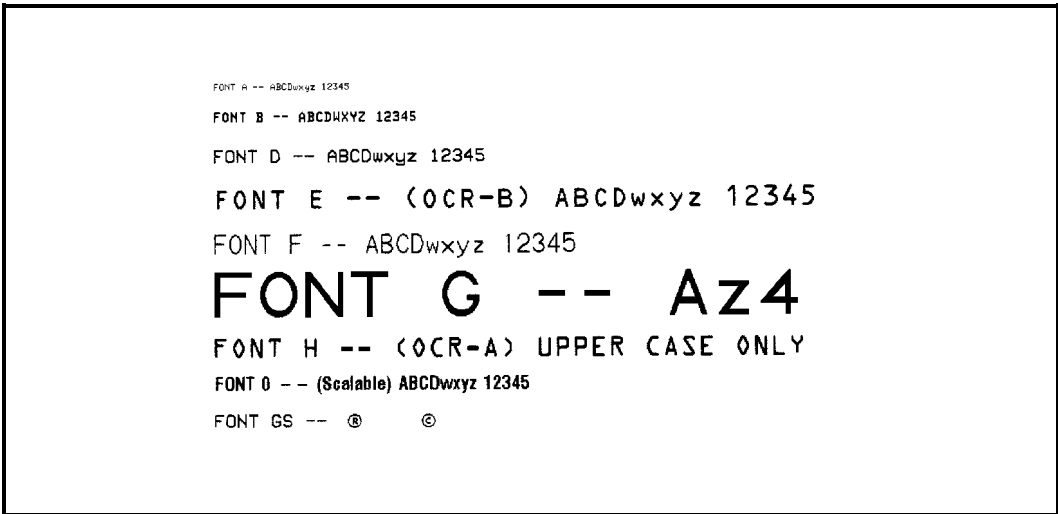 FONT A -- ABCDwxyz 12345
FONT B -- ABCDWXYZ 12345
FONT D -- ABCDwxyz 12345
FONT E -- (OCR-B) ABCDwxyz 12345
FONT F -- ABCDwxyz 12345
FONT G -- Az4
FONT H -- (OCR-A) UPPER CASE ONLY
FONT 0 -- (Scalable) ABCDwxyz 12345
FONT GS -- ® ©